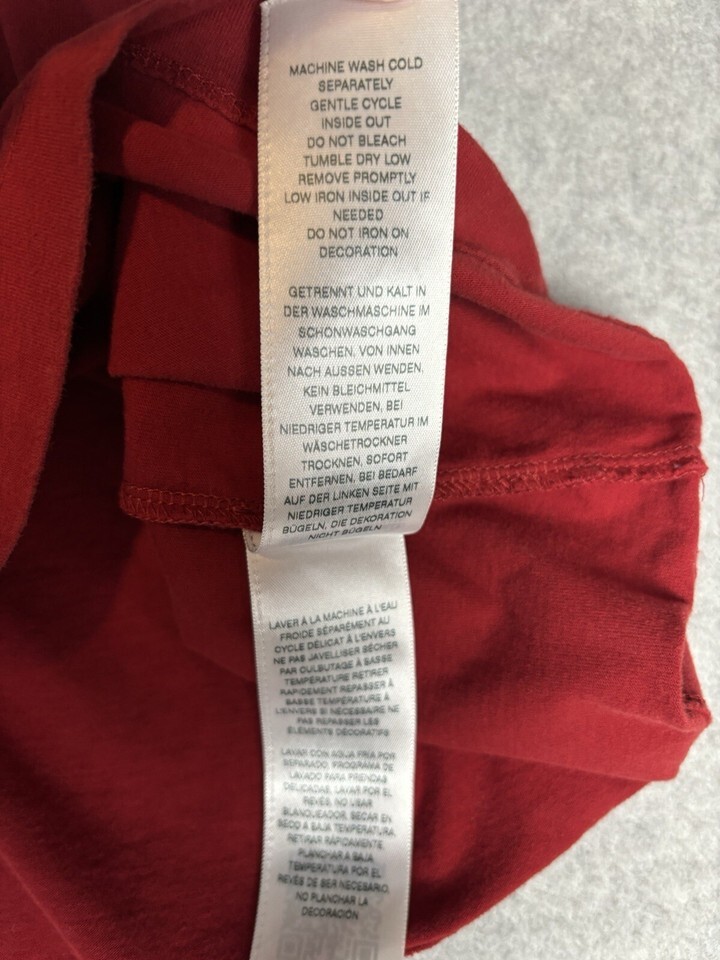 MACHINE WASH COLD
SEPARATELY
GENTLE CYCLE
INSIDE OUT
DO NOT BLEACH
TUMBLE DRY LOW
REMOVE PROMPTLY
LOW IRON INSIDE OUT IF
NEEDED
DO NOT IRON ON
DECORATION
GETRENNT UND KALT IN
DER WASCHMASCHINE IM
SCHONWASCHGANG
WASCHEN, VON INNEN
NACH AUSSEN WENDEN,
KEIN BLEICHMITTEL
VERWENDEN, BEI
NIEDRIGER TEMPERATUR IM
WÄSCHETROCKNER
TROCKNEN, SOFORT
ENTFERNEN, BEI BEDARF
AUF DER LINKEN SEITE MIT
NIEDRIGER TEMPERATUR
BÜGELN, DIE DEKORATION
NICHT BÜGELN
LAVER À LA MACHINE À L'EAU
FROIDE SÉPARÉMENT AU
CYCLE DÉLICAT À L'ENVERS
NE PAS JAVELLISER SÉCHER
PAR CULBUTAGE À BASSE
TEMPÉRATURE RETIRER
RAPIDEMENT REPASSER À
BASSE TEMPÉRATURE À
L'ENVERS SI NÉCESSAIRE NE
PAS REPASSER LES
ÉLÉMENTS DÉCORATIFS
LAVAR CON AGUA FRÍA POR
SEPARADO, PROGRAMA DE
LAVADO PARA PRENDAS
DELICADAS, LAVAR POR EL
REVÉS, NO USAR
BLANQUEADOR, SECAR EN
SECO A BAJA TEMPERATURA,
RETIRAR RÁPIDAMENTE,
PLANCHAR A BAJA
TEMPERATURA POR EL
REVÉS DE SER NECESARIO,
NO PLANCHAR LA
DECORACIÓN